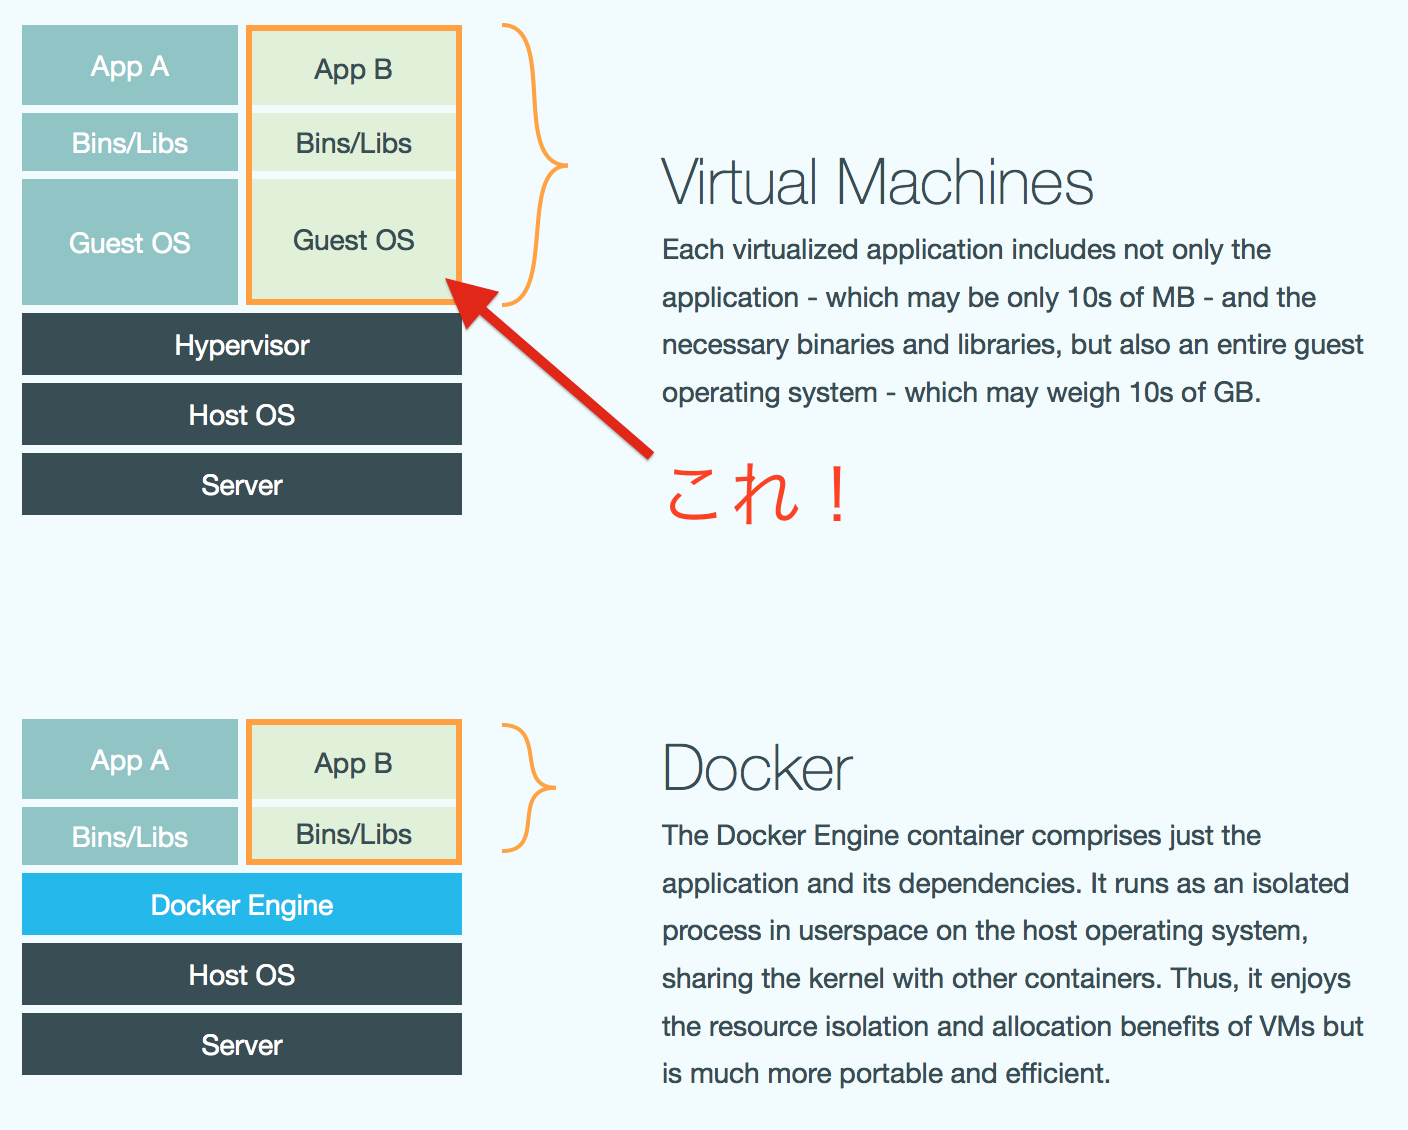 App A
App B
Bins/Libs
Bins/Libs
Guest OS
Guest OS
Hypervisor
Host OS
Server
Virtual Machines
Each virtualized application includes not only the
application - which may be only 10s of MB - and the
necessary binaries and libraries, but also an entire guest
operating system - which may weigh 10s of GB.
これ！
App A
App B
Bins/Libs
Bins/Libs
Docker Engine
Host OS
Server
Docker
The Docker Engine container comprises just the
application and its dependencies. It runs as an isolated
process in userspace on the host operating system,
sharing the kernel with other containers. Thus, it enjoys
the resource isolation and allocation benefits of VMs but
is much more portable and efficient.